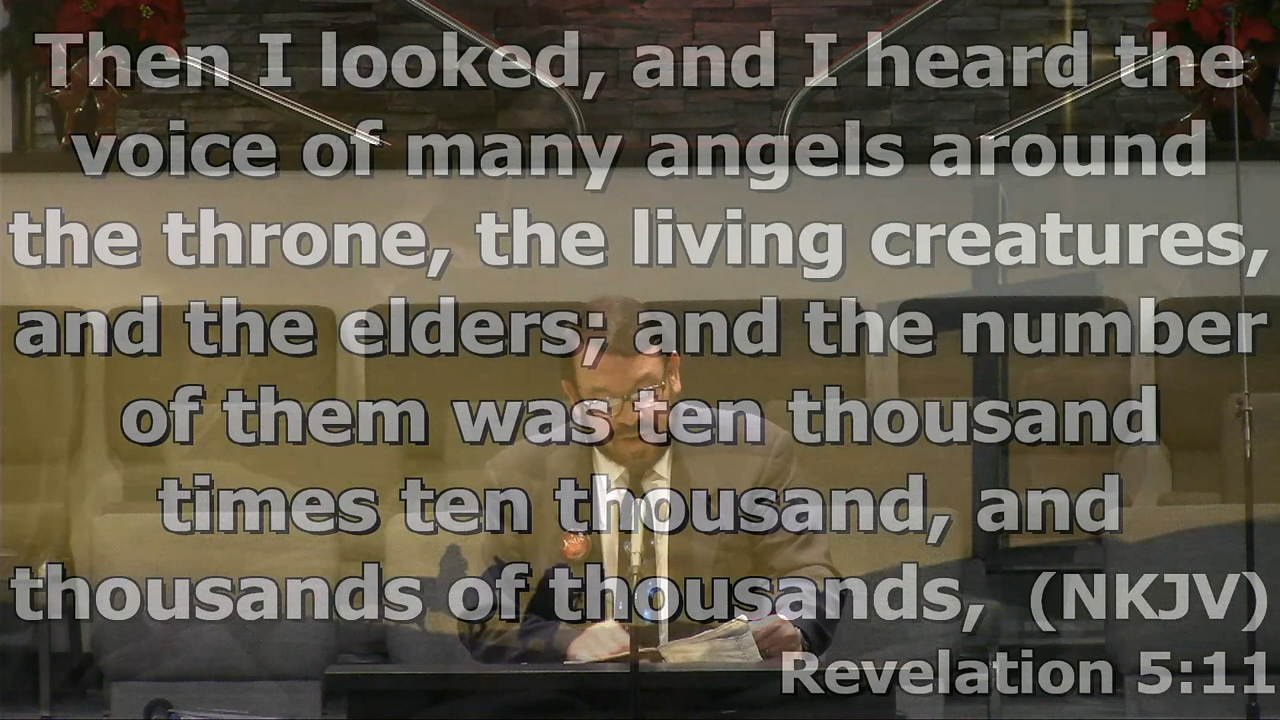 Then I looked, and I heard the
voice of many angels around
the throne, the living creatures,
and the elders; and the number
of them was ten thousand
times ten thousand, and
thousands of thousands, (NKJV)
Revelation 5:11